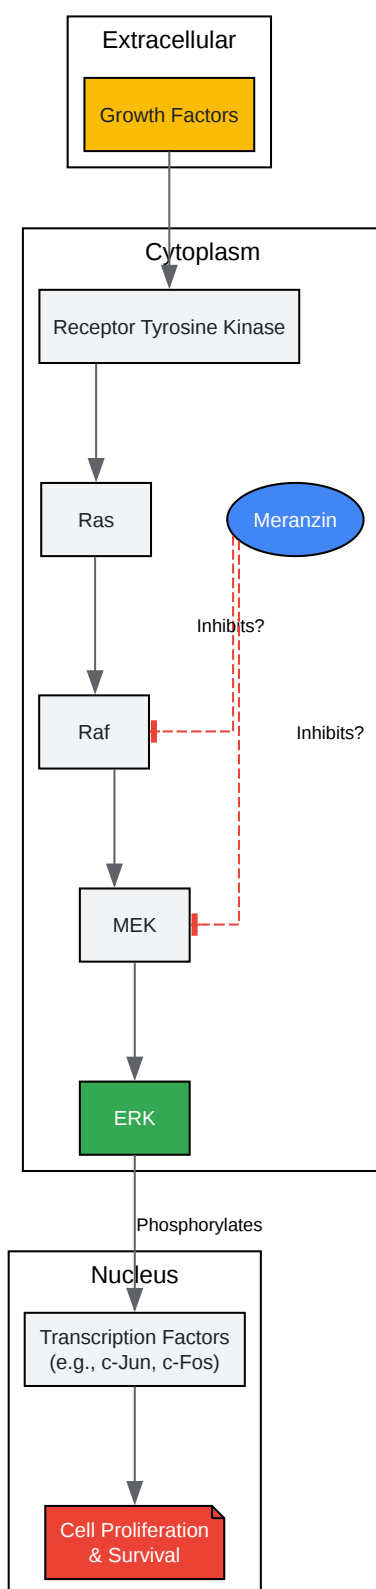 Extracellular
Growth Factors
Cytoplasm
Receptor Tyrosine Kinase
Ras
Meranzin
Inhibits?
Raf
Inhibits?
MEK
ERK
Phosphorylates
Nucleus
Transcription Factors
(e.g., c-Jun, c-Fos)
Cell Proliferation
& Survival